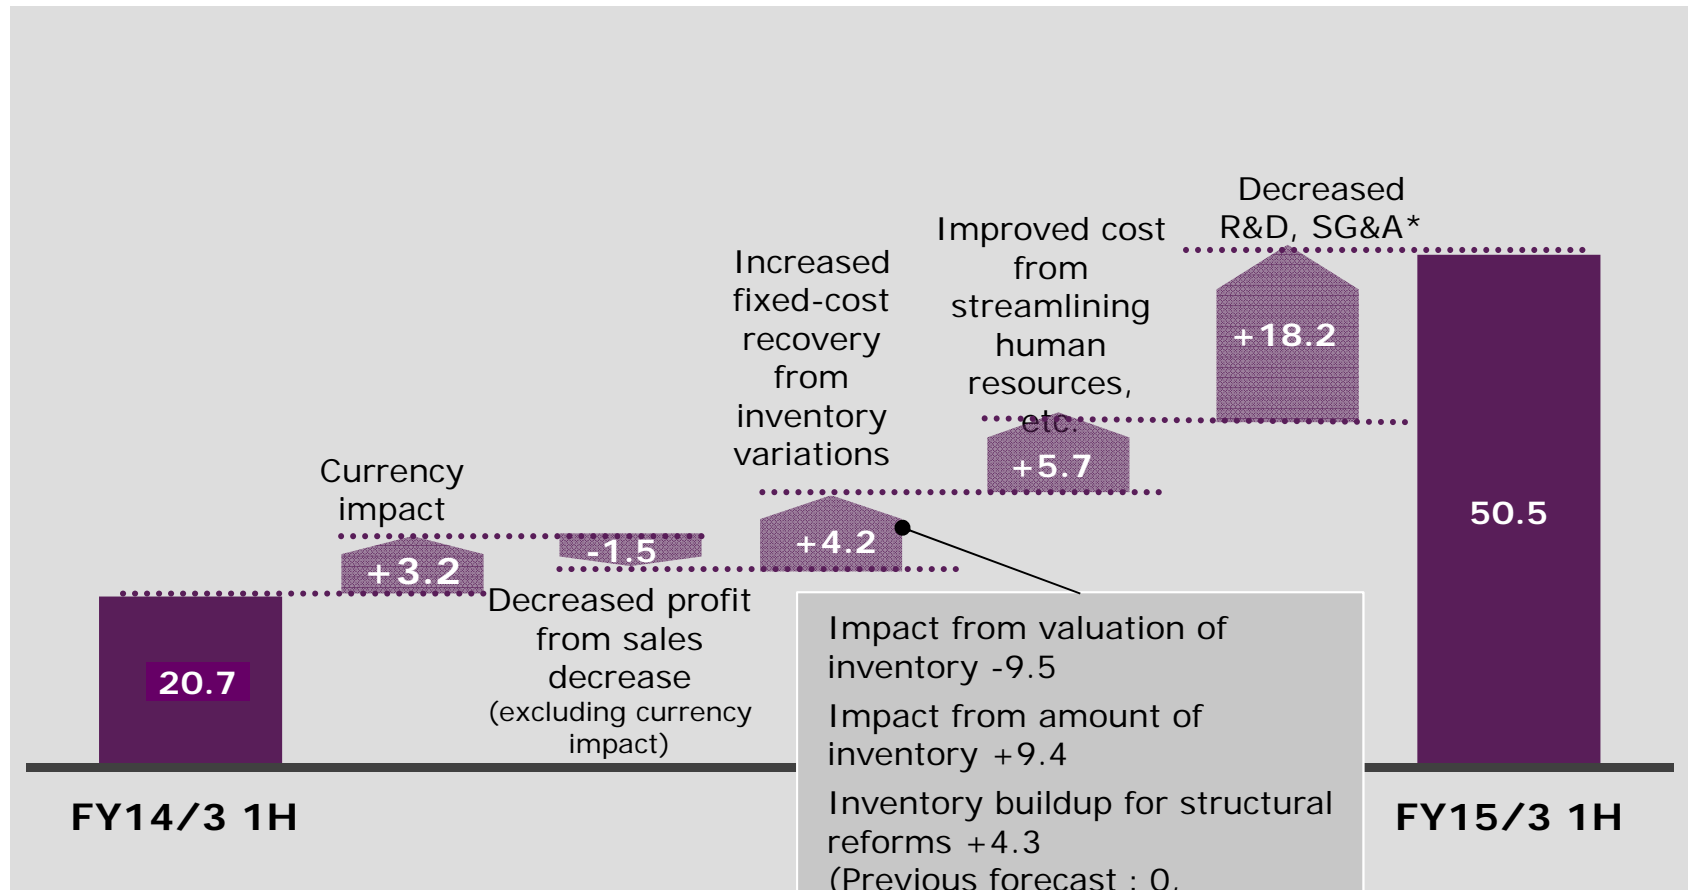 Decreased
R&D, SG&A*
+18.2
Improved cost
from
streamlining
human
resources,
etc.
+5.7
Increased
fixed-cost
recovery
from
inventory
variations
+4.2
Currency
impact
+3.2
-1.5
Decreased profit
from sales
decrease
(excluding currency
impact)
20.7
50.5
Impact from valuation of
inventory -9.5
Impact from amount of
inventory +9.4
Inventory buildup for structural
reforms +4.3
(Previous forecast : 0,
FY14/3 1H
FY15/3 1H